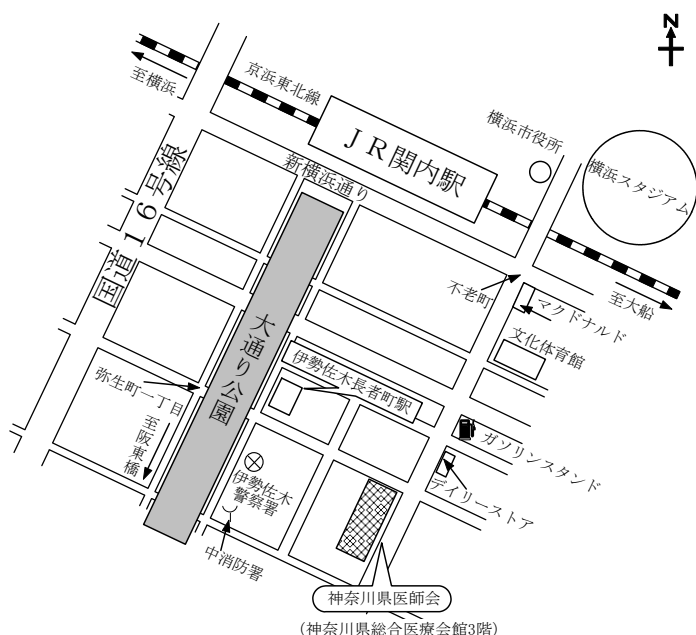 N
京浜東北線
至横浜
JR関内駅
横浜市役所
横浜スタジアム
新横浜通り
国道16号線
不老町
至大船
マクドナルド
文化体育館
大通り公園
伊勢佐木長者町駅
弥生町一丁目
至阪東橋
ガソリンスタンド
デイリーストア
伊勢佐木
警察署
中消防署
神奈川県医師会
(神奈川県総合医療会館3階)